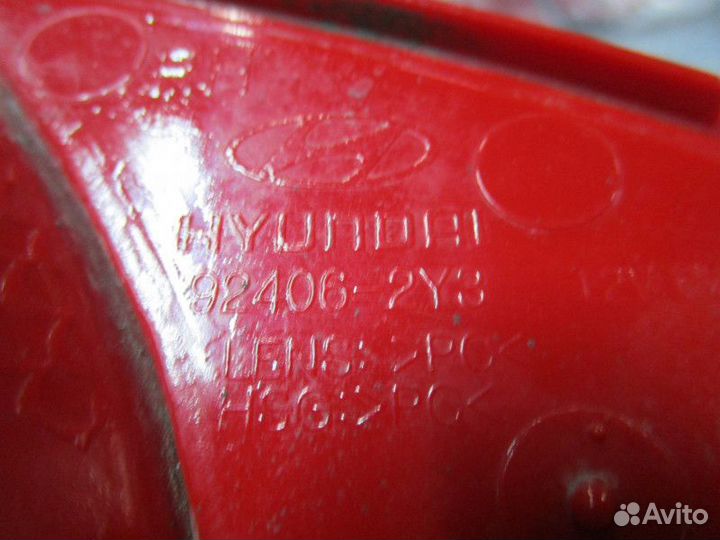 HYUNDAI
92406-2Y3
LENS:>PC<
HSG:>PC<
Avito